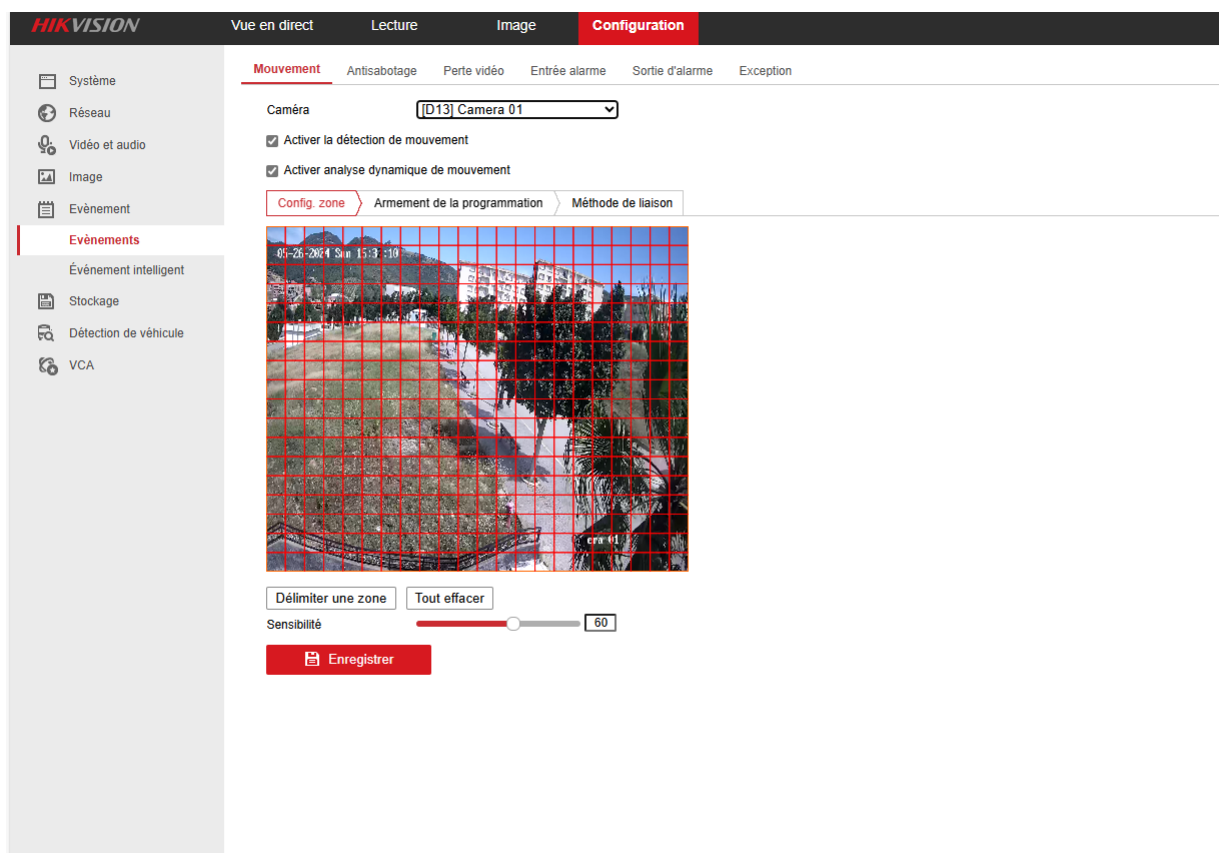 HIKVISION
Vue en direct Lecture Image Configuration
Système
Réseau
Vidéo et audio
Image
Evènement
Evènements
Événement intelligent
Stockage
Détection de véhicule
VCA
Mouvement Antisabotage Perte vidéo Entrée alarme Sortie d'alarme Exception
Caméra [D13] Camera 01
Activer la détection de mouvement
Activer analyse dynamique de mouvement
Config. zone Armement de la programmation Méthode de liaison
05-26-2024 Sun
era 01
Délimiter une zone Tout effacer
Sensibilité 60
Enregistrer